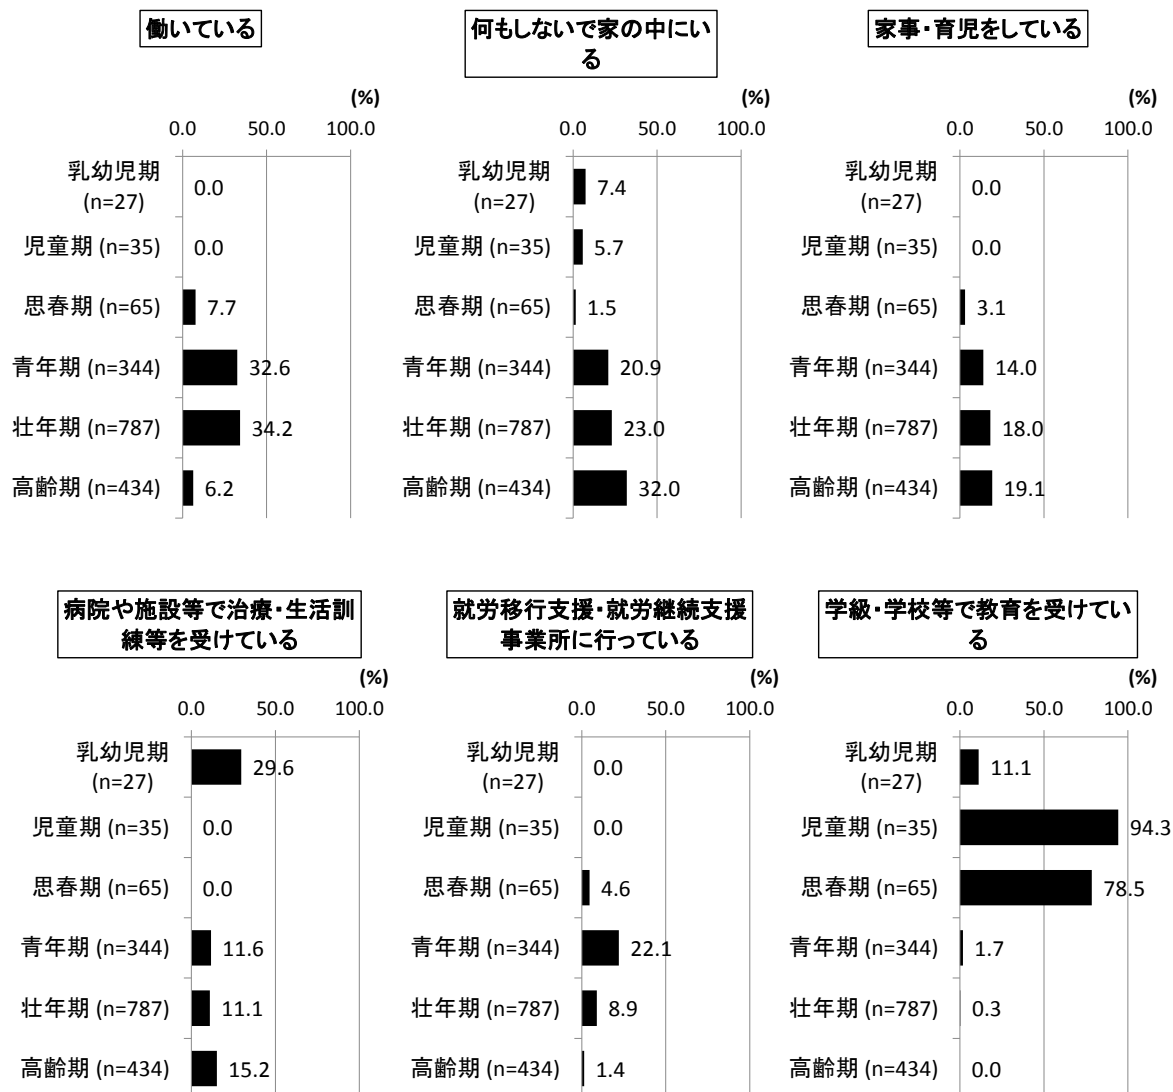 働いている
(%)
0.0 50.0 100.0
乳幼児期
(n=27)
0.0
児童期 (n=35) 0.0
思春期 (n=65) 7.7
青年期 (n=344) 32.6
壮年期 (n=787) 34.2
高齢期 (n=434) 6.2
何もしないで家の中にい
る
(%)
0.0 50.0 100.0
乳幼児期
(n=27)
7.4
児童期 (n=35) 5.7
思春期 (n=65) 1.5
青年期 (n=344) 20.9
壮年期 (n=787) 23.0
高齢期 (n=434) 32.0
家事・育児をしている
(%)
0.0 50.0 100.0
乳幼児期
(n=27)
0.0
児童期 (n=35) 0.0
思春期 (n=65) 3.1
青年期 (n=344) 14.0
壮年期 (n=787) 18.0
高齢期 (n=434) 19.1
病院や施設等で治療・生活訓
練等を受けている
(%)
0.0 50.0 100.0
乳幼児期
(n=27)
29.6
児童期 (n=35) 0.0
思春期 (n=65) 0.0
青年期 (n=344) 11.6
壮年期 (n=787) 11.1
高齢期 (n=434) 15.2
就労移行支援・就労継続支援
事業所に行っている
(%)
0.0 50.0 100.0
乳幼児期
(n=27)
0.0
児童期 (n=35) 0.0
思春期 (n=65) 4.6
青年期 (n=344) 22.1
壮年期 (n=787) 8.9
高齢期 (n=434) 1.4
学級・学校等で教育を受けてい
る
(%)
0.0 50.0 100.0
乳幼児期
(n=27)
11.1
児童期 (n=35) 94.3
思春期 (n=65) 78.5
青年期 (n=344) 1.7
壮年期 (n=787) 0.3
高齢期 (n=434) 0.0